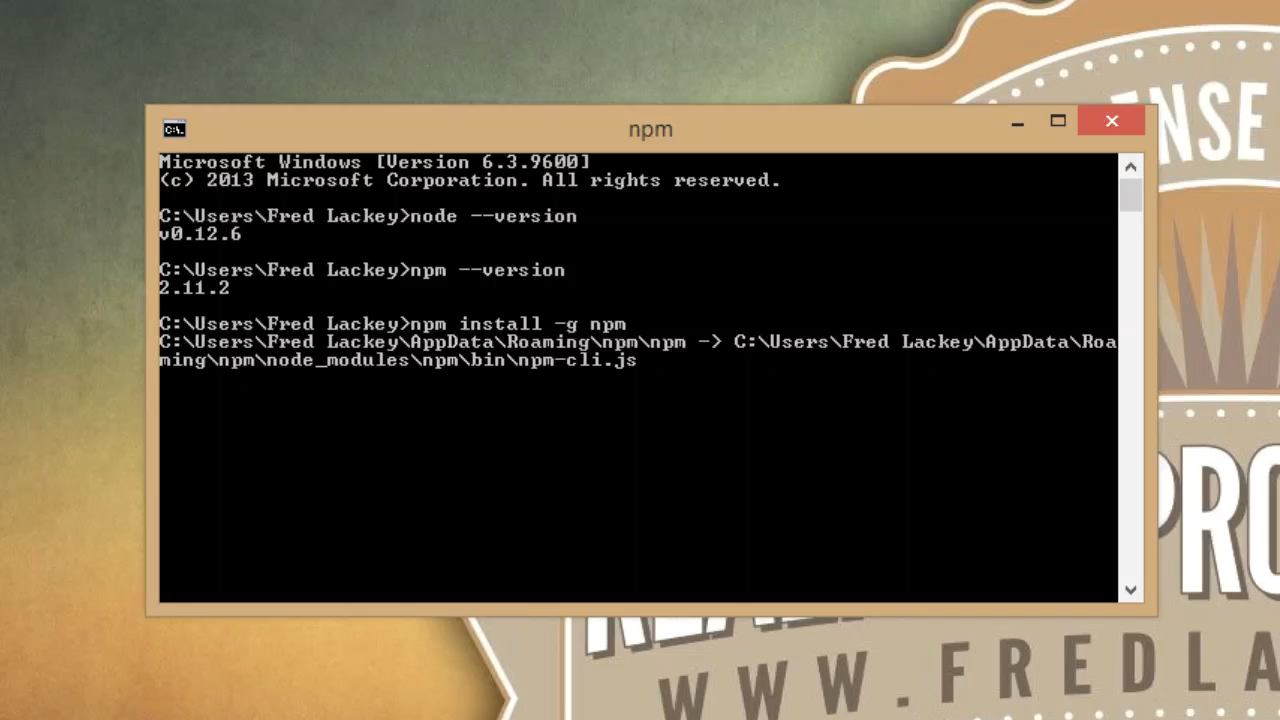 ENSE
npm
Microsoft Windows [Version 6.3.9600]
(c) 2013 Microsoft Corporation. All rights reserved.
C:\Users\Fred Lackey>node --version
v0.12.6
C:\Users\Fred Lackey>npm --version
2.11.2
C:\Users\Fred Lackey>npm install -g npm
C:\Users\Fred Lackey\AppData\Roaming\npm\npm -> C:\Users\Fred Lackey\AppData\Roa
ming\npm\node_modules\npm\bin\npm-cli.js
PRO
WWW.FREDLA